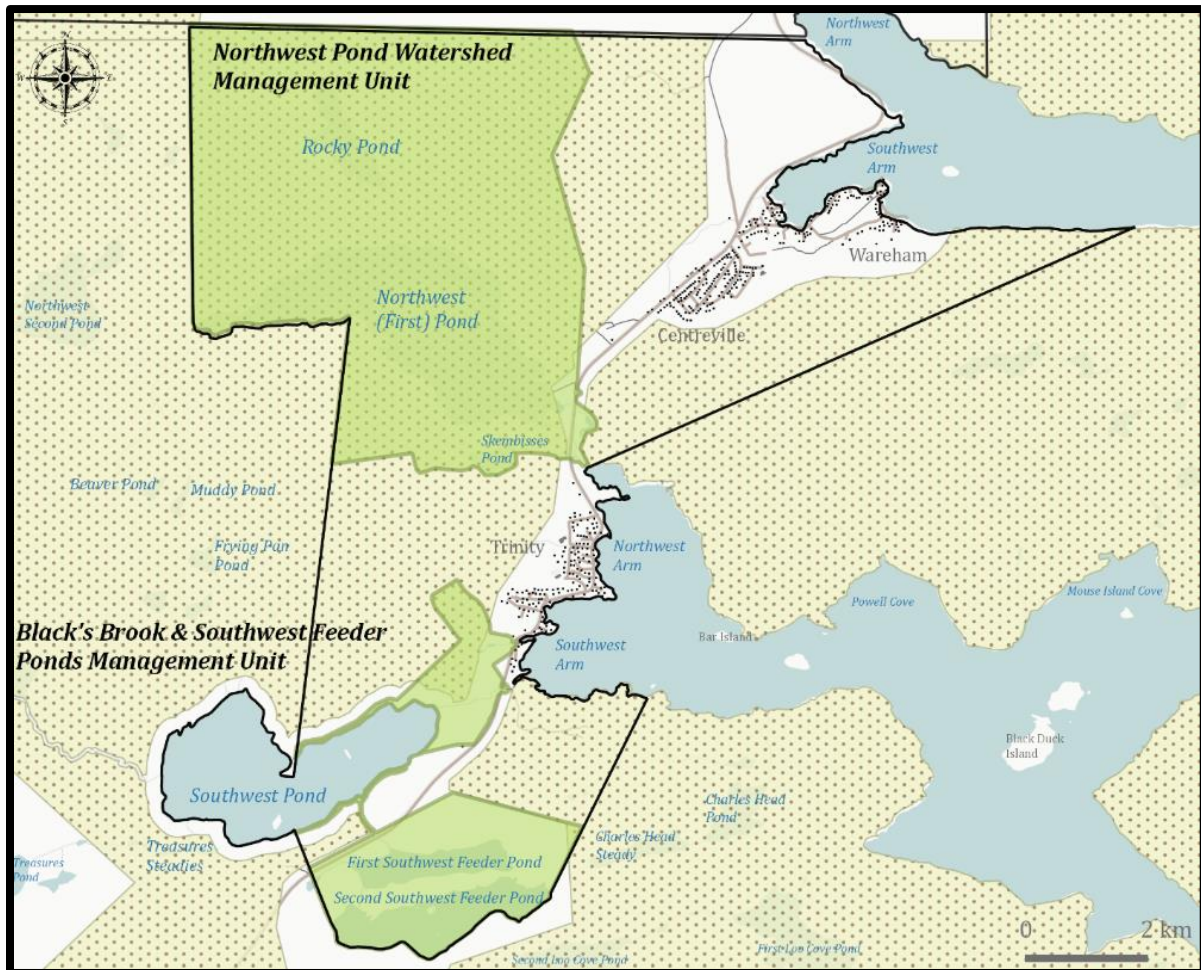 Northwest Pond Watershed
Management Unit
Northwest
Arm
N
W
E
S
Rocky Pond
Southwest
Arm
Wareham
Northwest
Second Pond
Northwest
(First) Pond
Centreville
Skembisses
Pond
Beaver Pond
Muddy Pond
Frying Pan
Pond
Trinity
Northwest
Arm
Powell Cove
Mouse Island Cove
Black's Brook & Southwest Feeder
Ponds Management Unit
Bar Island
Southwest
Arm
Black Duck
Island
Southwest Pond
Charles Head
Pond
Treasures
Steadies
Charles Head
Steady
Treasures
Pond
First Southwest Feeder Pond
Second Southwest Feeder Pond
0 2 km
First Loo Cove Pond
Second Loo Cove Pond